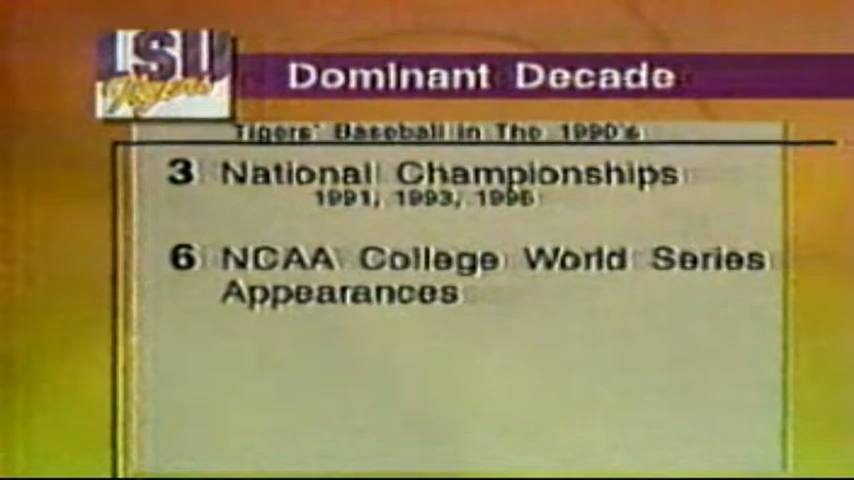 LSU
Tigers
Dominant Decade
Tigers' Baseball in The 1990's
3 National Championships
1991, 1993, 1996
6 NCAA College World Series
Appearances